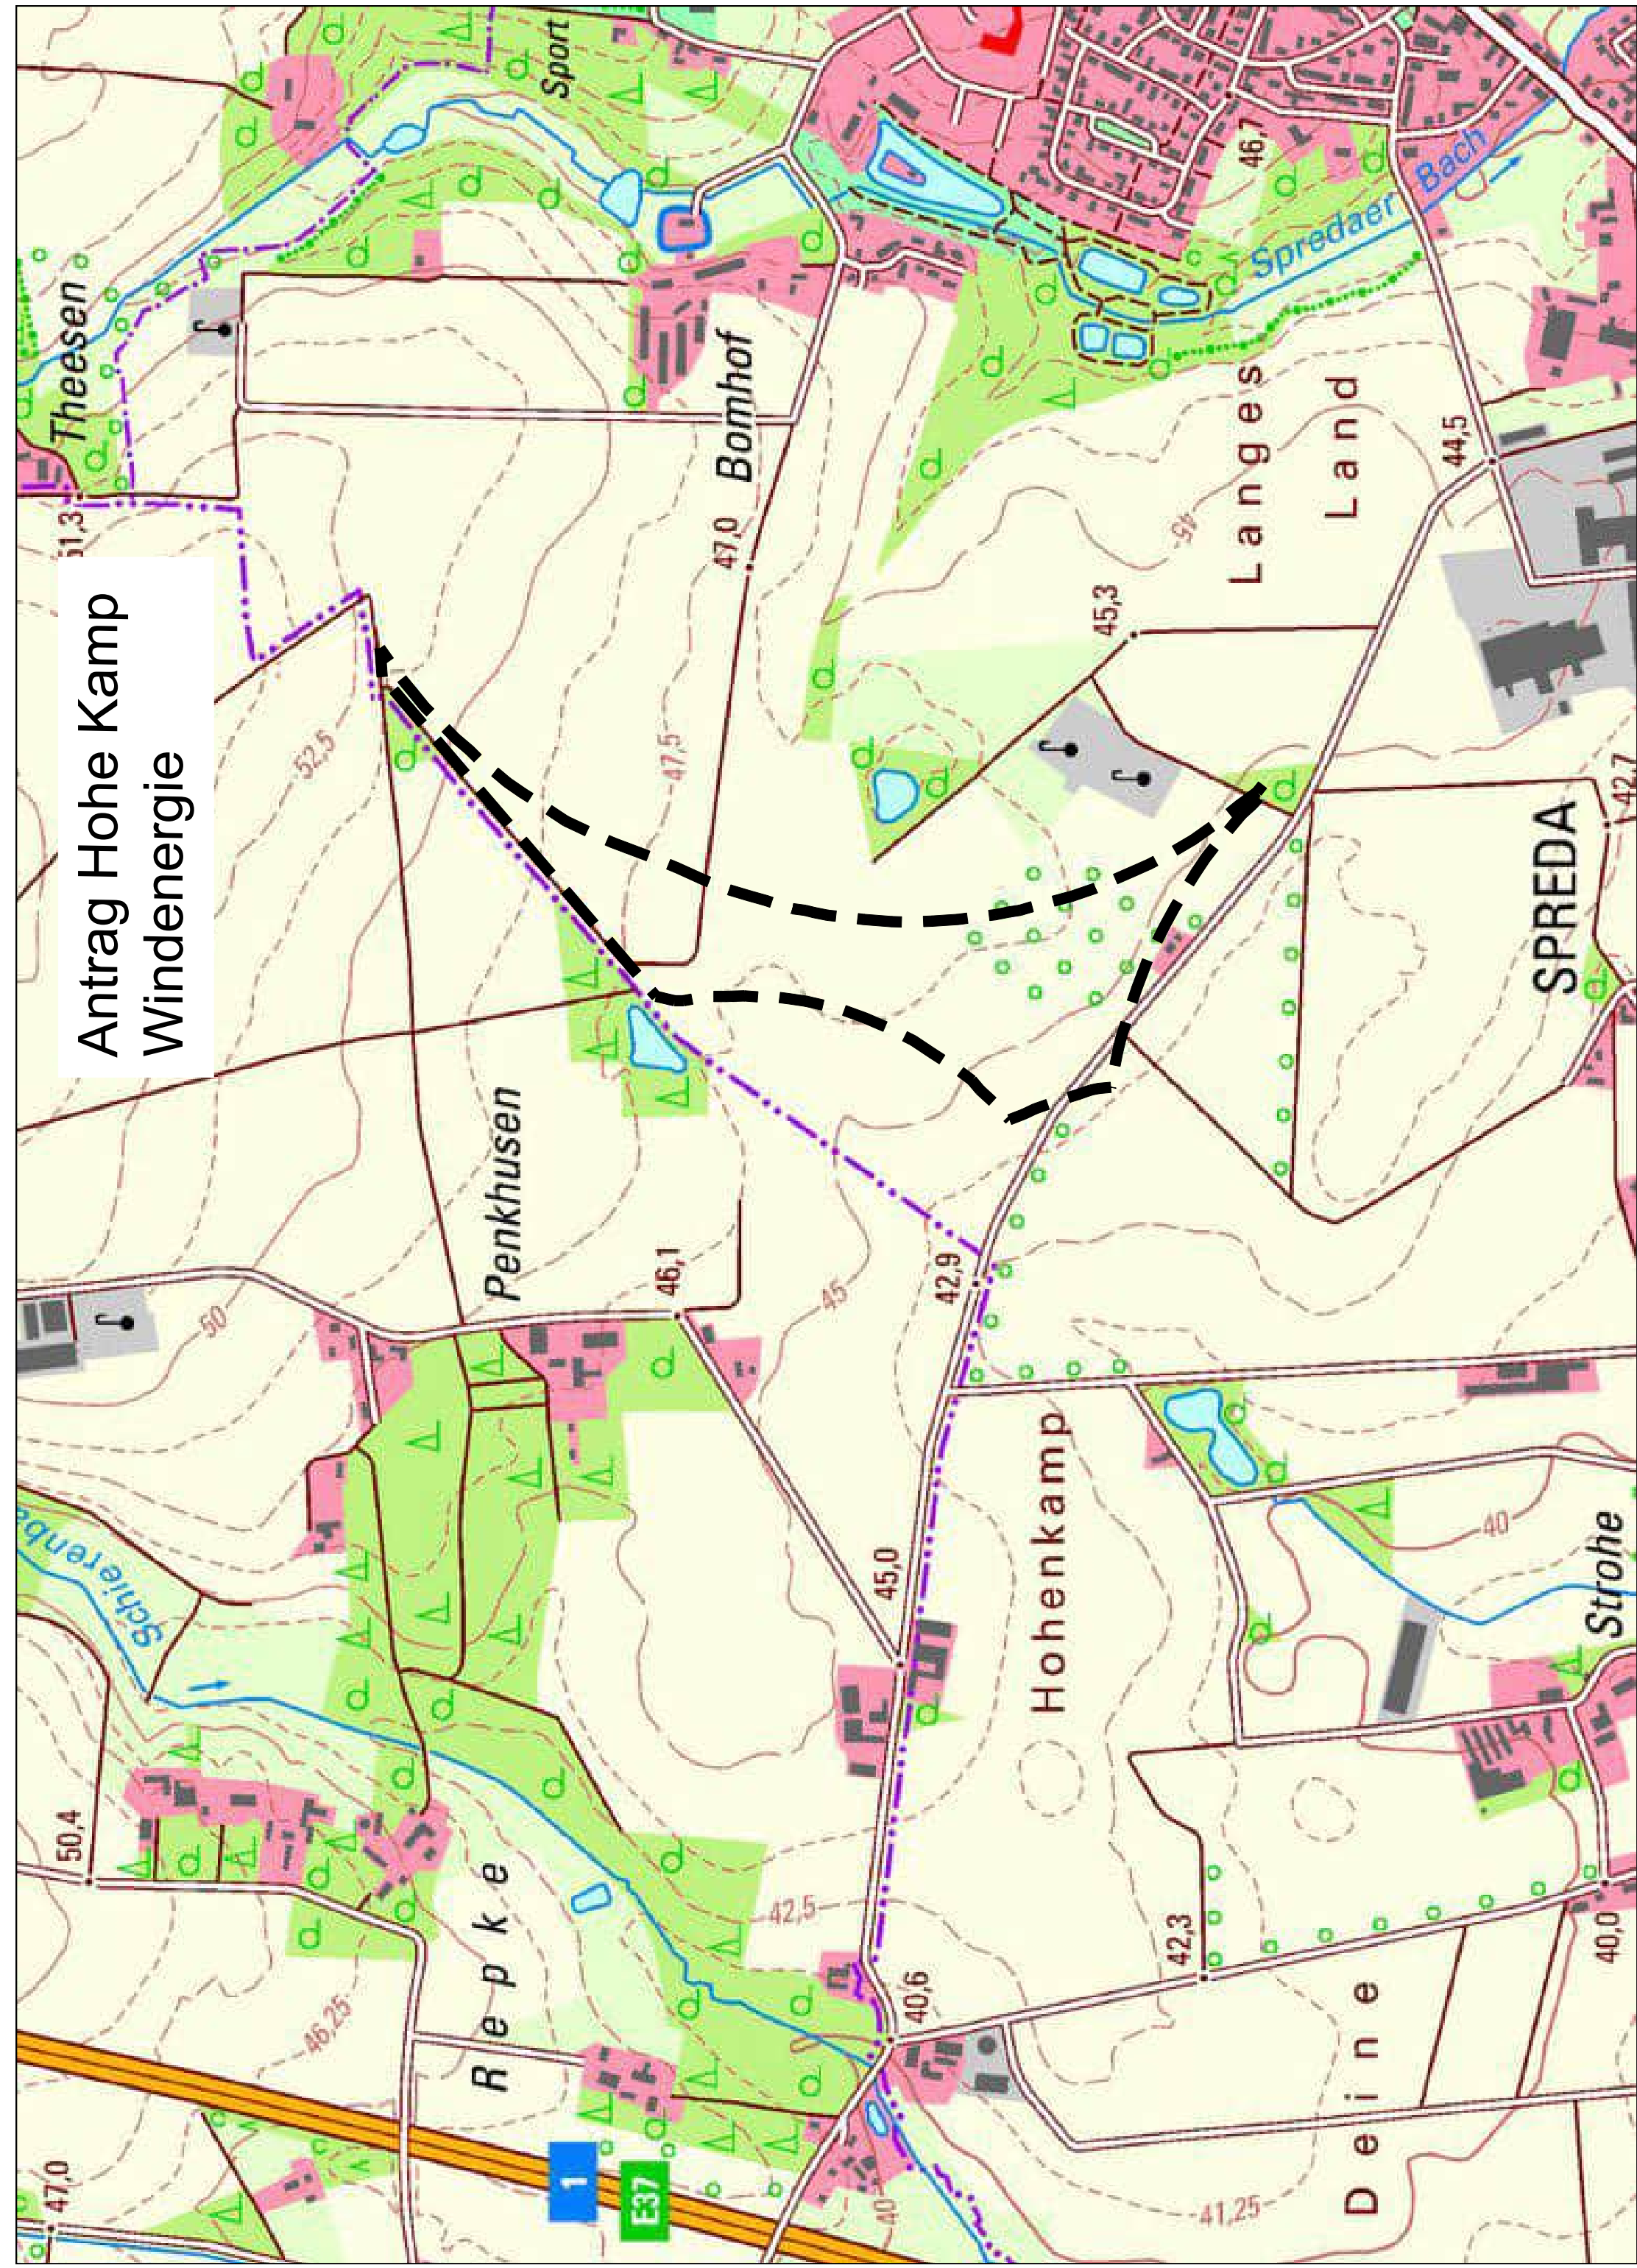 47,0
50,4
51,3
Theesen
Antrag Hohe Kamp
Windenergie
Schierenba
50
52,5
46,25
Repke
Penkhusen
Sport
1
E37
46,1
47,5
47,0
Bomhof
42,5
45
40
45,0
40,6
42,9
Hohenkamp
45,3
42,3
45
41,25
Langes
Land
46,7
Spredaer Bach
Deine
44,5
40
SPREDA
Strohe
40,0
42,7